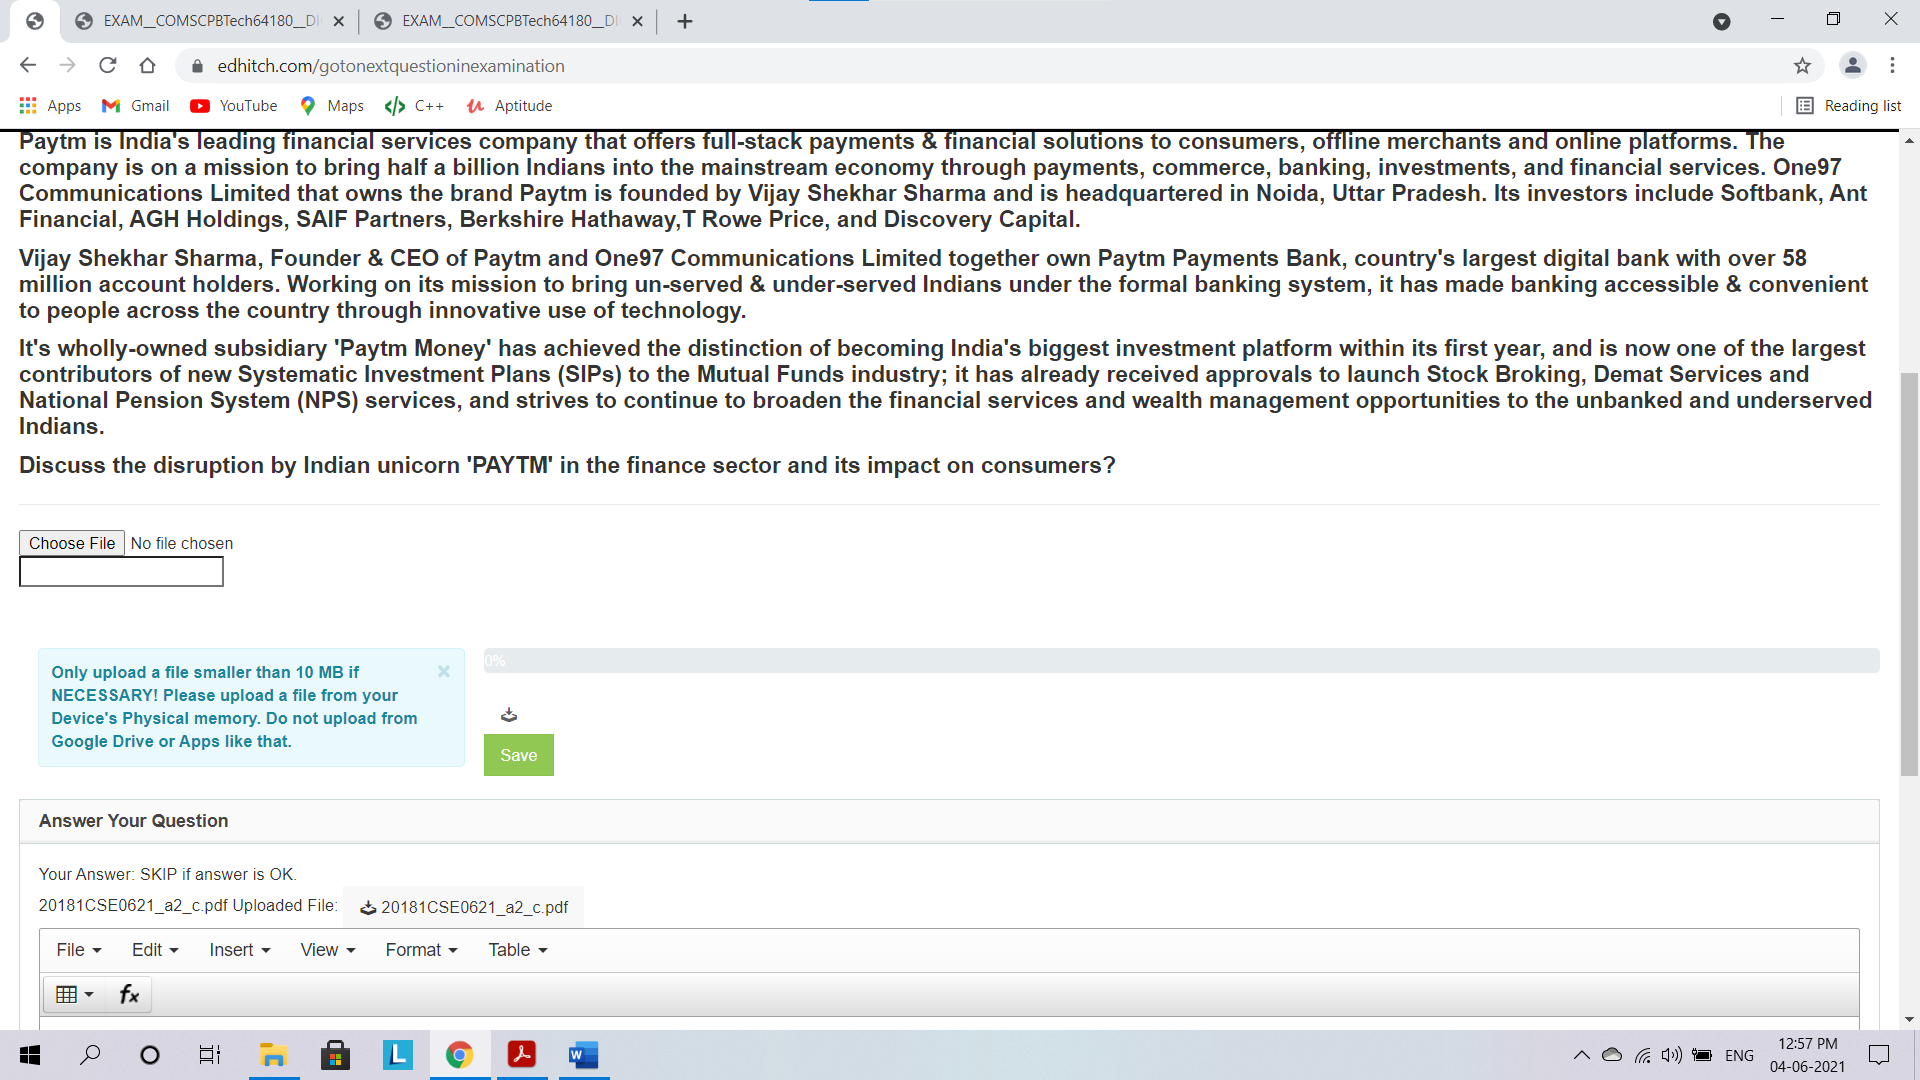 EXAM__COMSCPBTech64180__DI
EXAM__COMSCPBTech64180__DI
edhitch.com/gotonextquestioninexamination
Apps Gmail YouTube Maps C++ Aptitude Reading list
Paytm is India's leading financial services company that offers full-stack payments & financial solutions to consumers, offline merchants and online platforms. The
company is on a mission to bring half a billion Indians into the mainstream economy through payments, commerce, banking, investments, and financial services. One97
Communications Limited that owns the brand Paytm is founded by Vijay Shekhar Sharma and is headquartered in Noida, Uttar Pradesh. Its investors include Softbank, Ant
Financial, AGH Holdings, SAIF Partners, Berkshire Hathaway,T Rowe Price, and Discovery Capital.
Vijay Shekhar Sharma, Founder & CEO of Paytm and One97 Communications Limited together own Paytm Payments Bank, country's largest digital bank with over 58
million account holders. Working on its mission to bring un-served & under-served Indians under the formal banking system, it has made banking accessible & convenient
to people across the country through innovative use of technology.
It's wholly-owned subsidiary 'Paytm Money' has achieved the distinction of becoming India's biggest investment platform within its first year, and is now one of the largest
contributors of new Systematic Investment Plans (SIPs) to the Mutual Funds industry; it has already received approvals to launch Stock Broking, Demat Services and
National Pension System (NPS) services, and strives to continue to broaden the financial services and wealth management opportunities to the unbanked and underserved
Indians.
Discuss the disruption by Indian unicorn 'PAYTM' in the finance sector and its impact on consumers?
Choose File No file chosen
Only upload a file smaller than 10 MB if
NECESSARY! Please upload a file from your
Device's Physical memory. Do not upload from
Google Drive or Apps like that.
0%
Save
Answer Your Question
Your Answer: SKIP if answer is OK.
20181CSE0621_a2_c.pdf Uploaded File: 20181CSE0621_a2_c.pdf
File Edit Insert View Format Table
fx
ENG
12:57 PM
04-06-2021